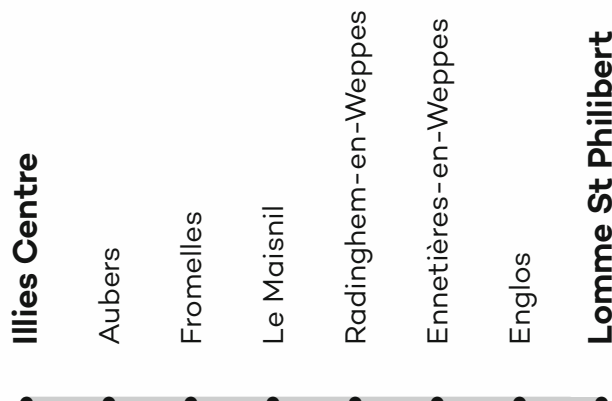 Illies Centre
Aubers
Fromelles
Le Maisnil
Radinghem-en-Weppes
Ennetières-en-Weppes
Englos
Lomme St Philibert